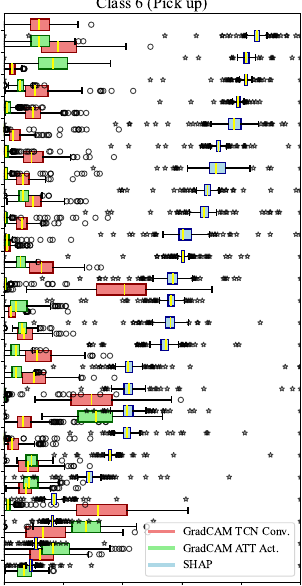 Class 6 (Pick up)
GradCAM TCN Conv.
GradCAM ATT Act.
SHAP